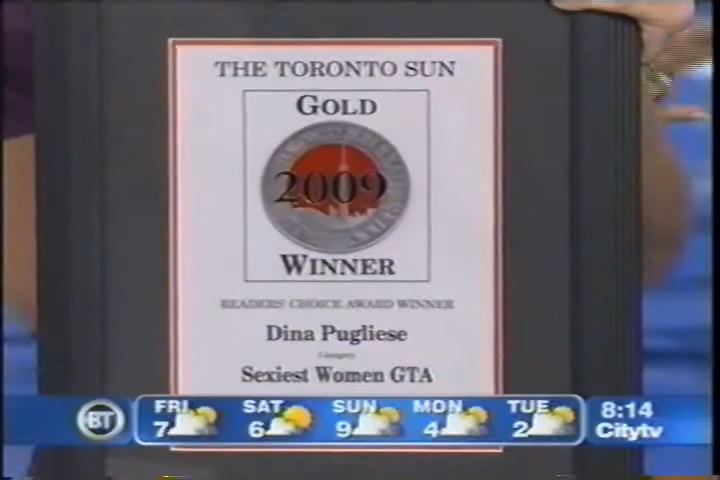 THE TORONTO SUN
GOLD
2009
WINNER
READERS' CHOICE AWARD WINNER
Dina Pugliese
Category
Sexiest Women GTA
BT
FRI SAT SUN MON TUE
7 6 9 4 2
8:14
Citytv